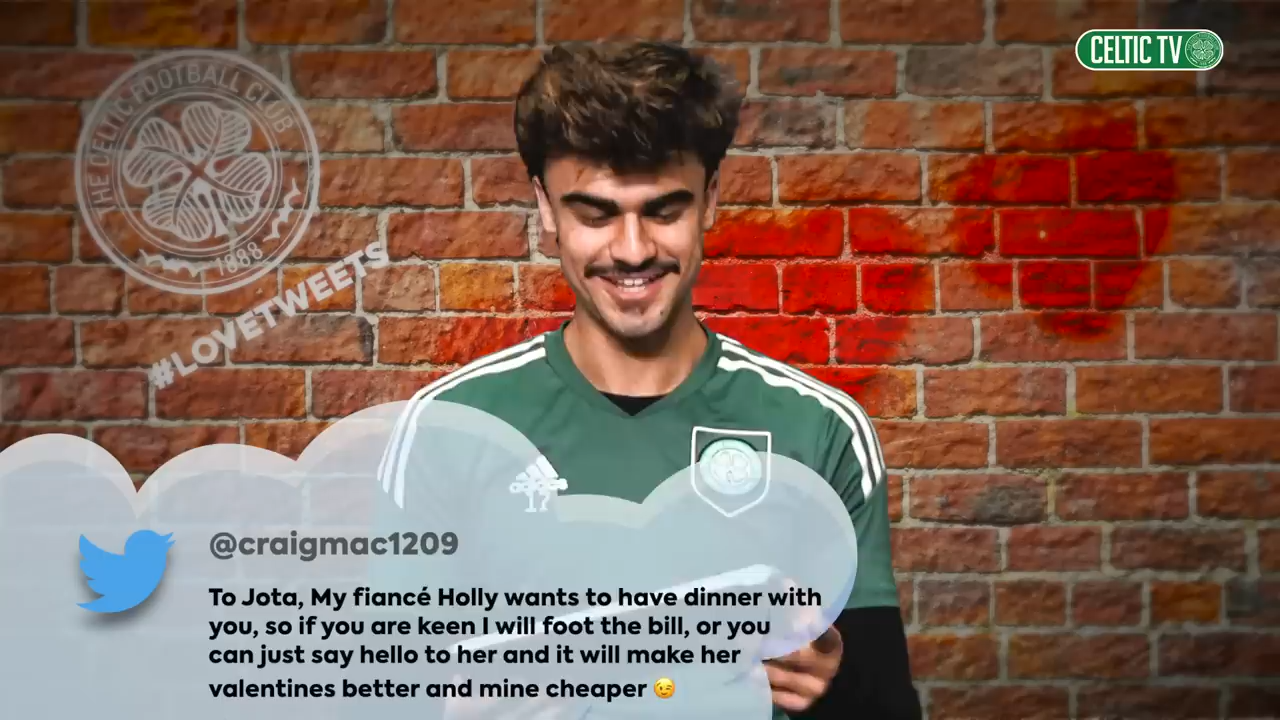 CELTIC TV
THE CELTIC FOOTBALL CLUB
1888
#LOVETWEETS
@craigmac1209
To Jota, My fiancé Holly wants to have dinner with
you, so if you are keen I will foot the bill, or you
can just say hello to her and it will make her
valentines better and mine cheaper 😉